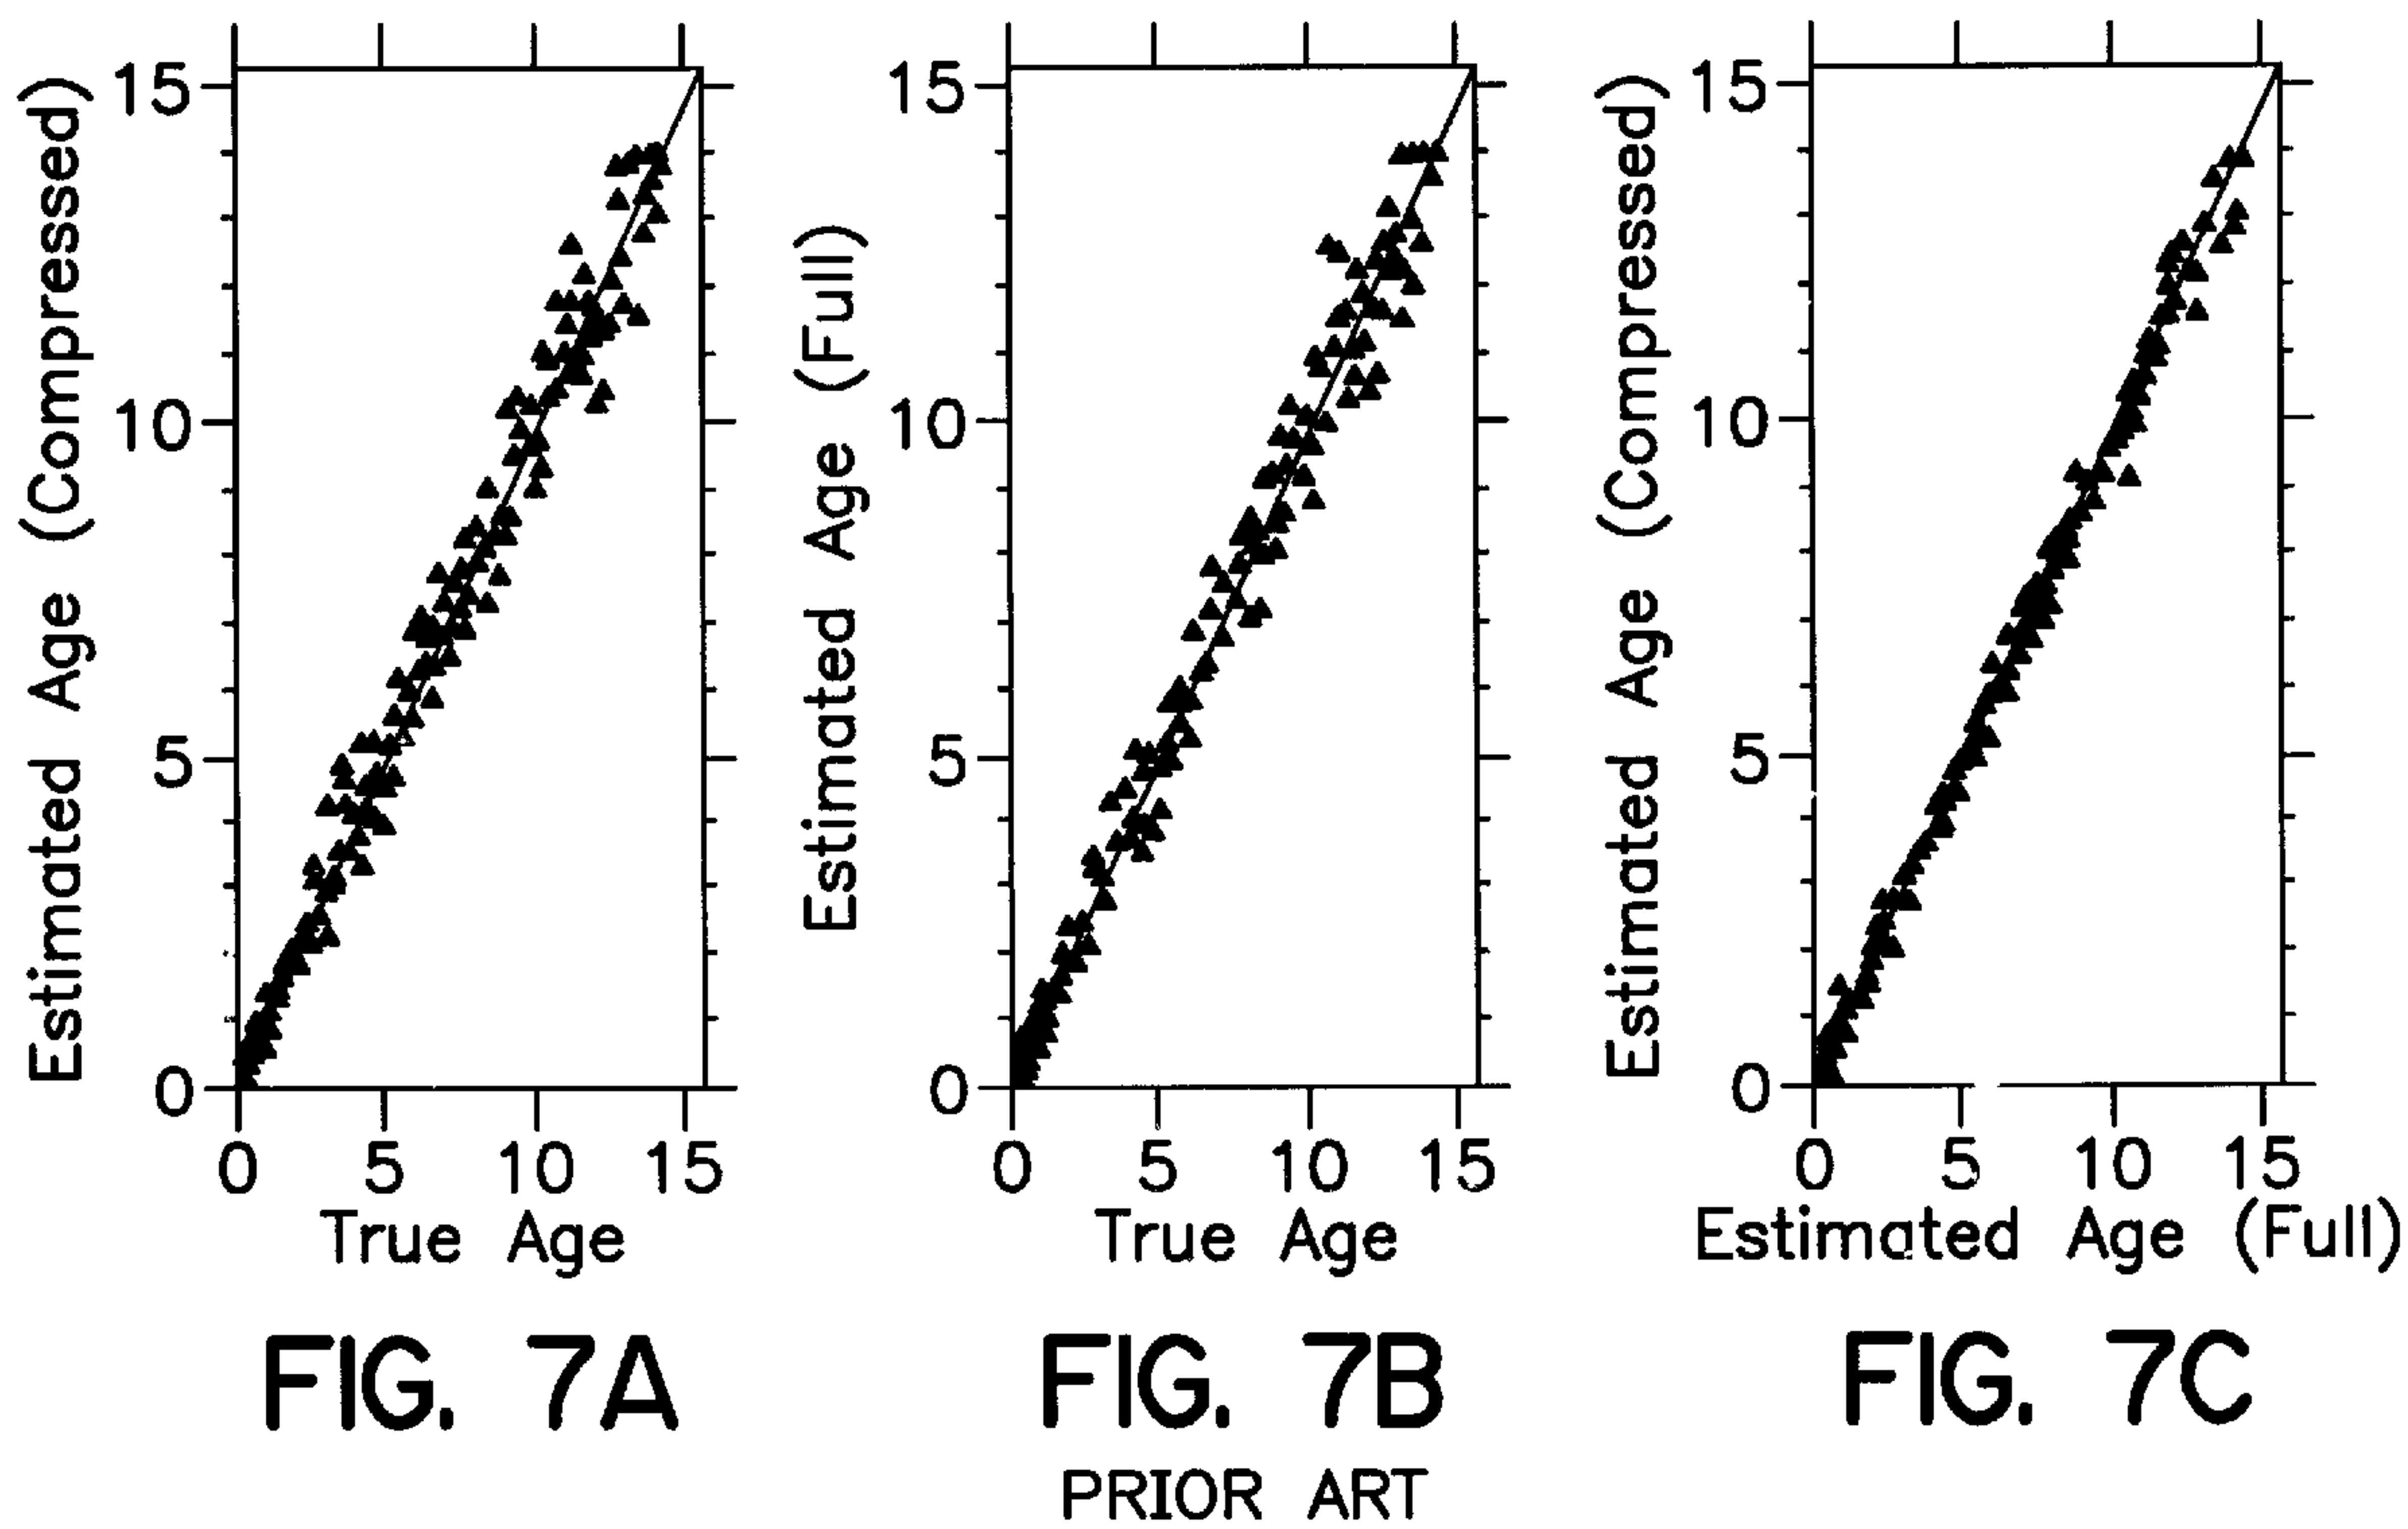 Estimated Age (Compressed)
15
10
5
0
0 5 10 15
True Age
FIG. 7A
Estimated Age (Full)
15
10
5
0
0 5 10 15
True Age
FIG. 7B
PRIOR ART
Estimated Age (Compressed)
15
10
5
0
0 5 10 15
Estimated Age (Full)
FIG. 7C